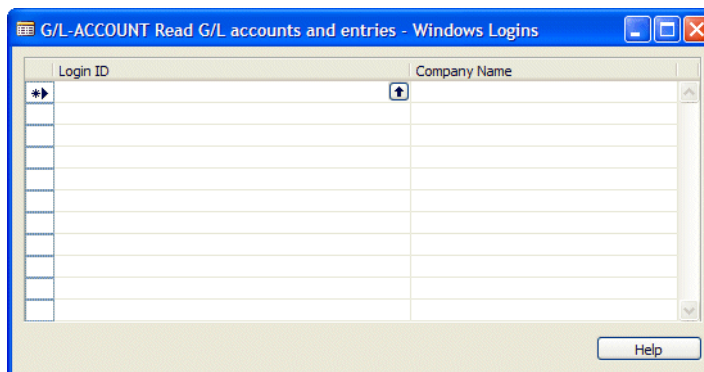 G/L-ACCOUNT Read G/L accounts and entries - Windows Logins
Login ID Company Name
Help